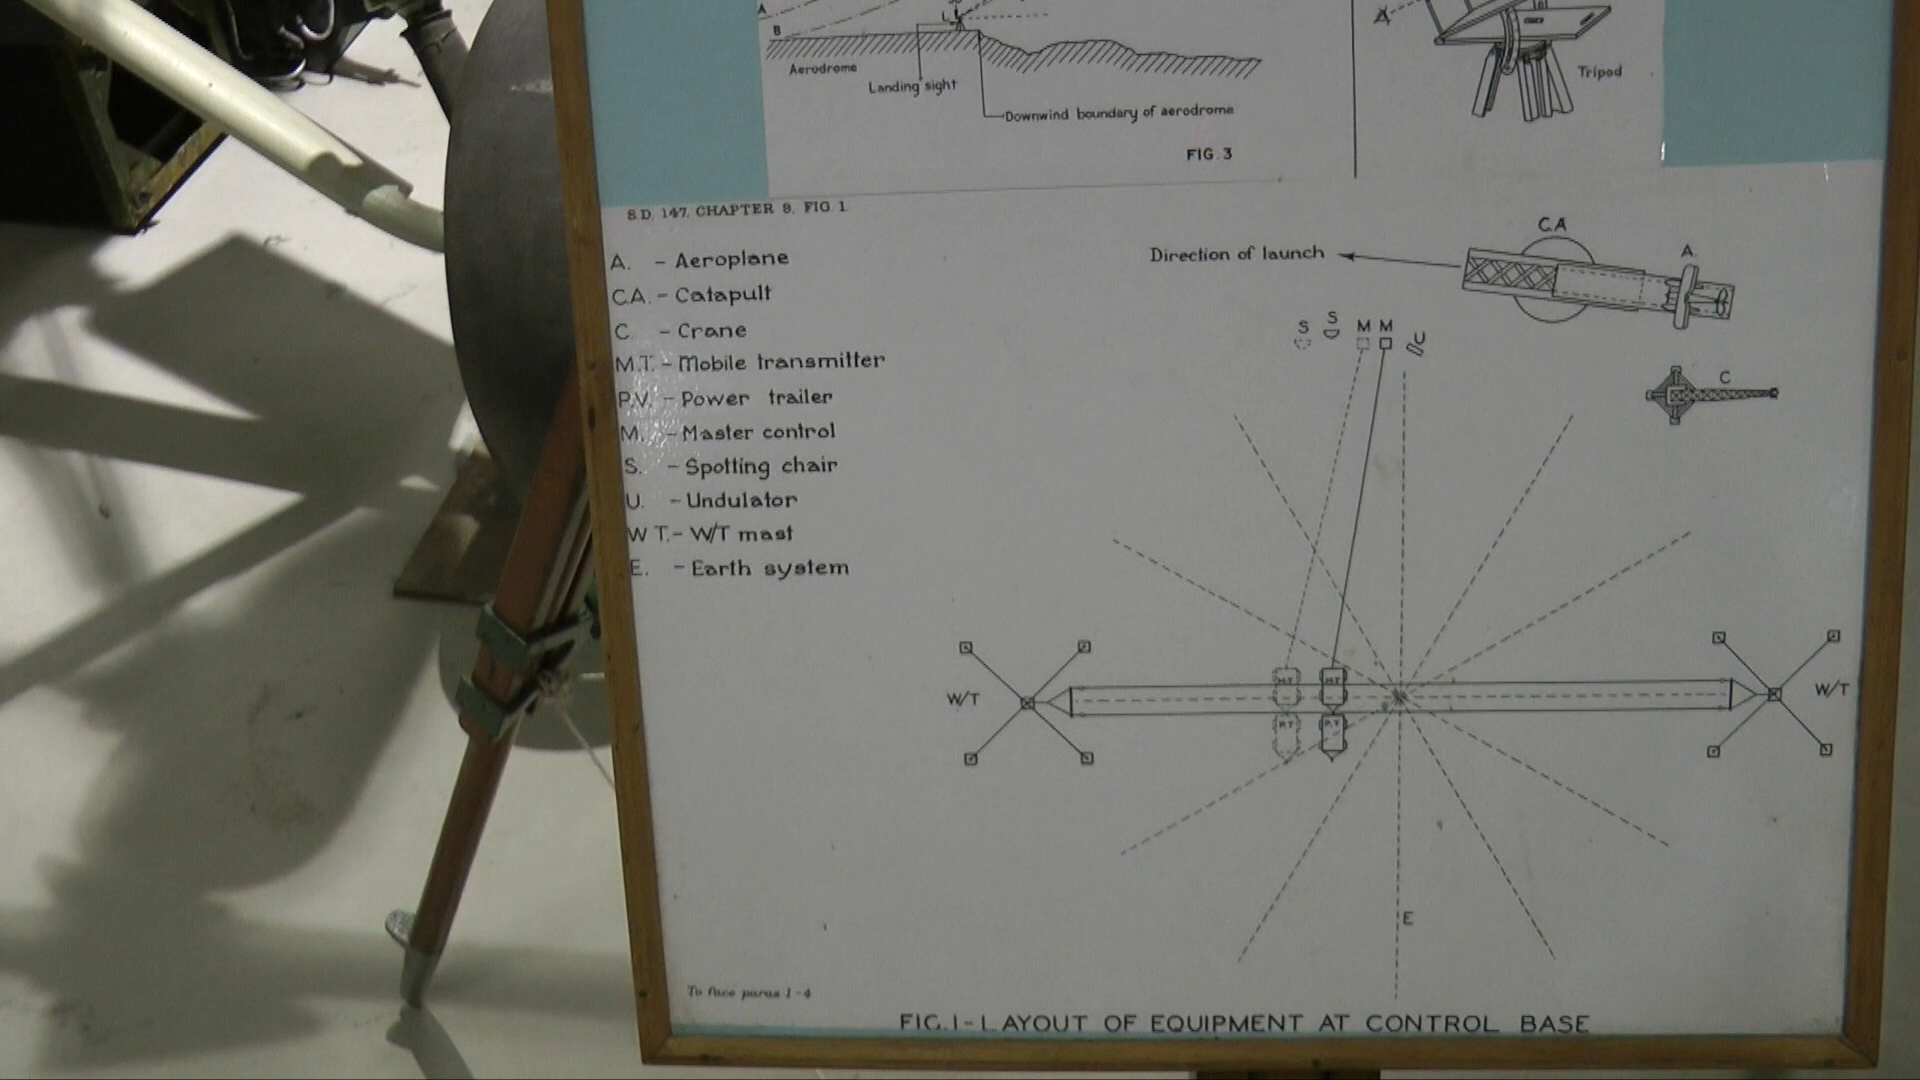 A
B
L
Aerodrome
Landing sight
Downwind boundary of aerodrome
FIG. 3
A
Tripod
S.D. 147, CHAPTER 9, FIG. 1
A. - Aeroplane
C.A. - Catapult
C. - Crane
M.T. - Mobile transmitter
P.V. - Power trailer
M. - Master control
S. - Spotting chair
U. - Undulator
W T. - W/T mast
E. - Earth system
Direction of launch
C.A
A.
S S M M U
C
W/T
M.T M.T
P.T P.V
W/T
E
To face paras 1-4
FIG. 1 - LAYOUT OF EQUIPMENT AT CONTROL BASE